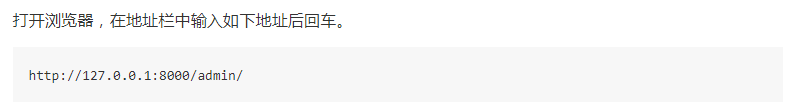 打开浏览器，在地址栏中输入如下地址后回车。
http://127.0.0.1:8000/admin/